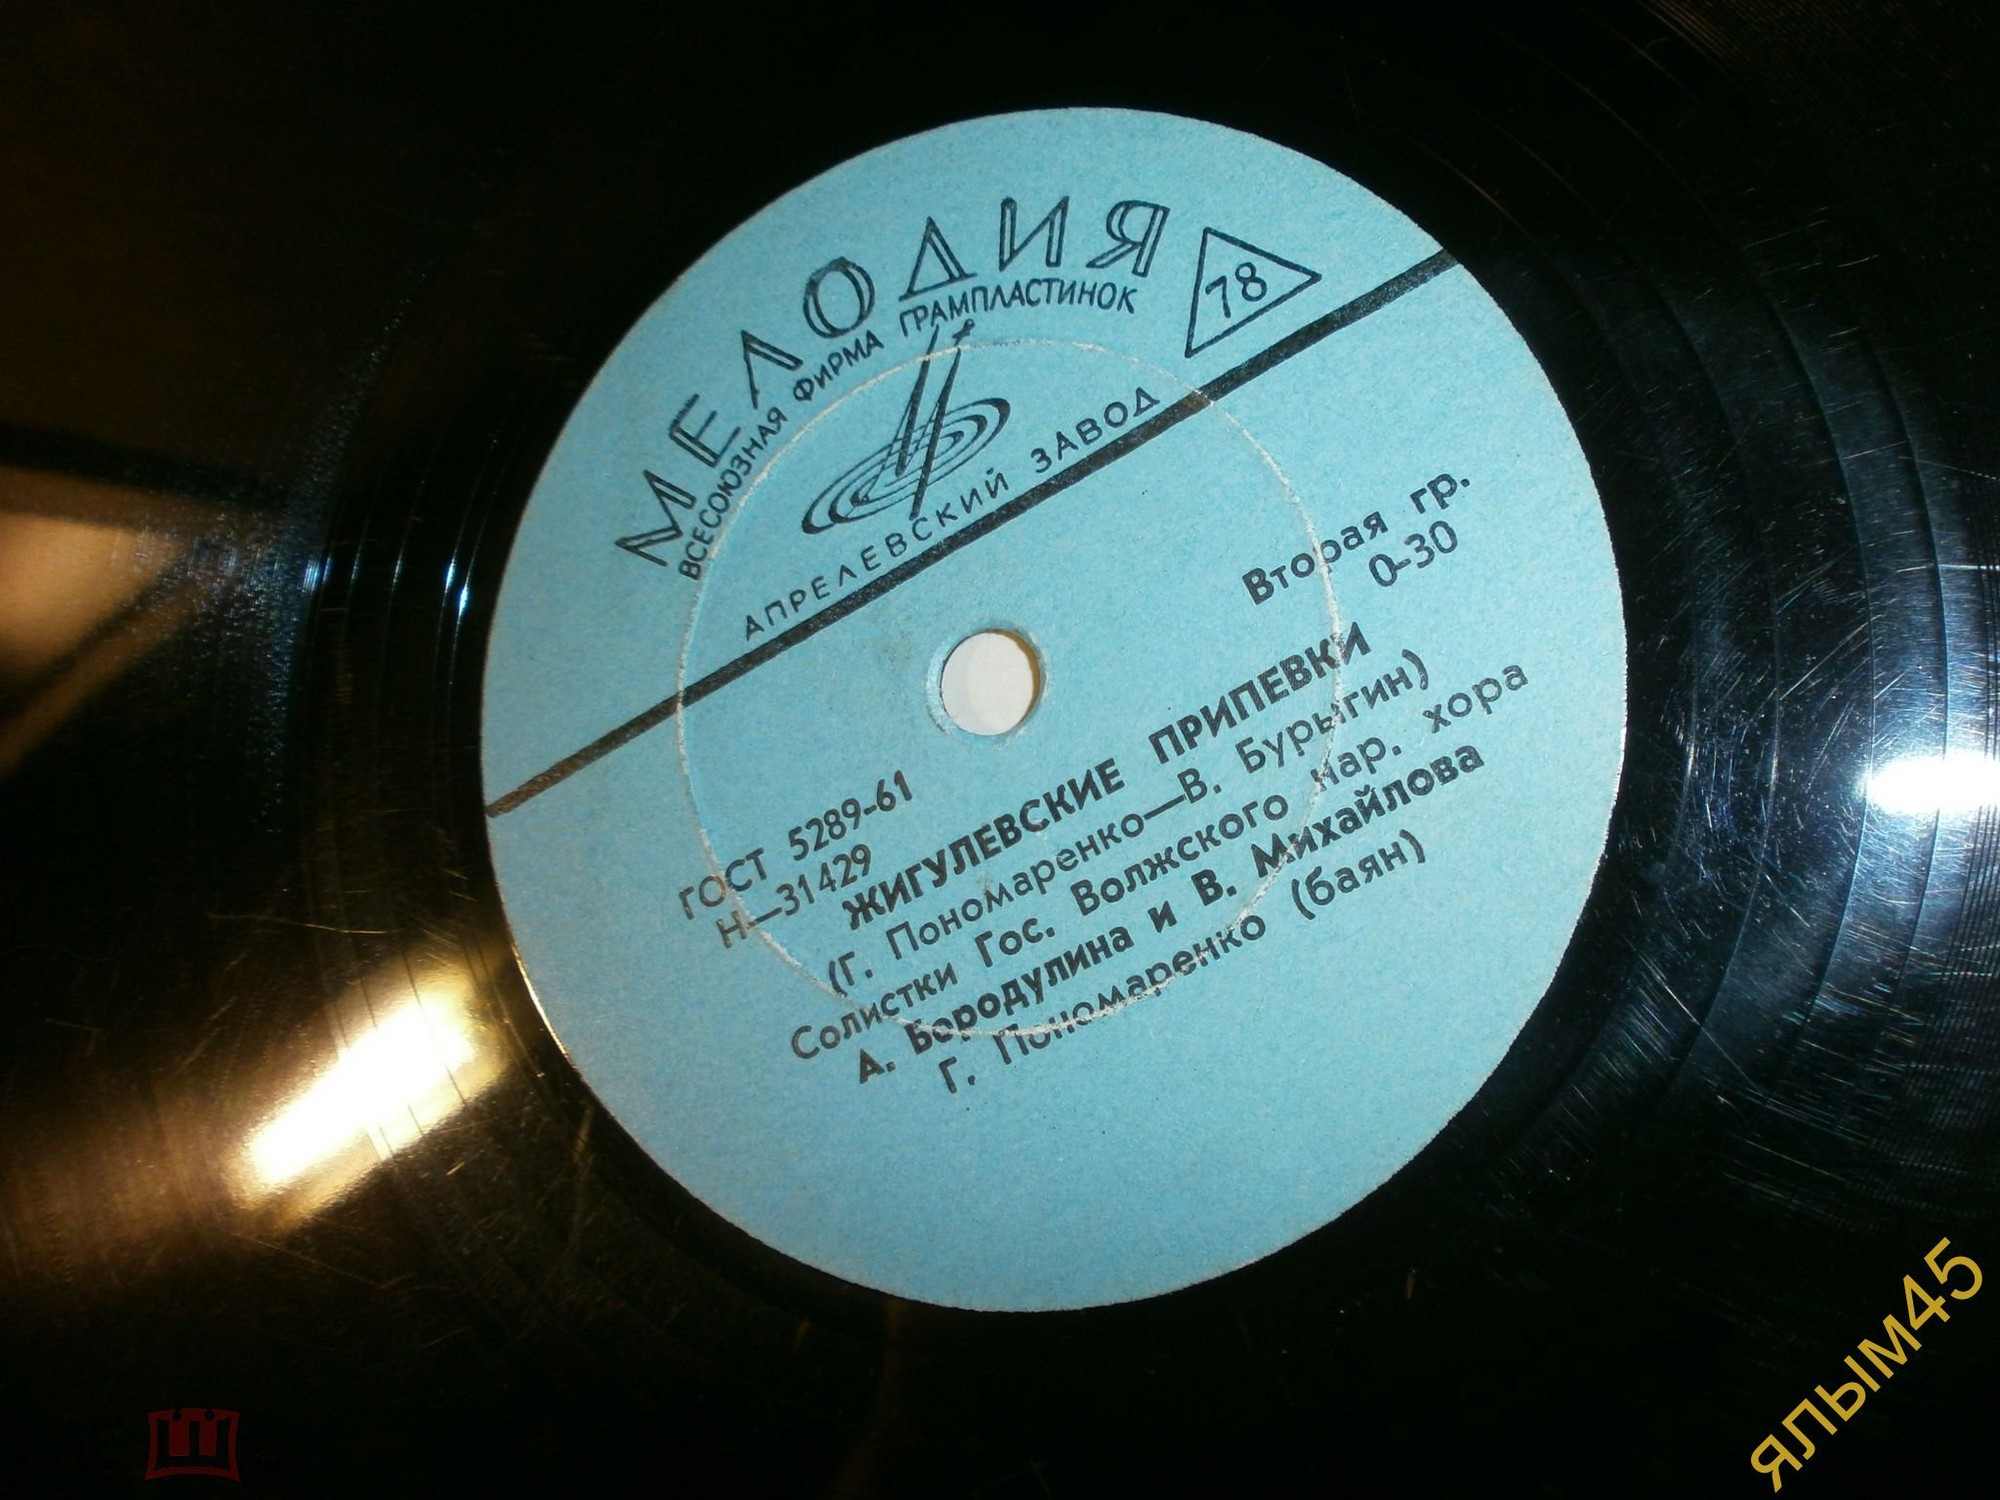 МЕЛОДИЯ
ВСЕСОЮЗНАЯ ФИРМА ГРАМПЛАСТИНОК
78
АПРЕЛЕВСКИЙ ЗАВОД
ГОСТ 5289-61
Вторая гр.
Н—31429
0-30
ЖИГУЛЕВСКИЕ ПРИПЕВКИ
(Г. Пономаренко—В. Бурыгин)
Солистки Гос. Волжского нар. хора
А. Бородулина и В. Михайлова
Г. Пономаренко (баян)
ялым45